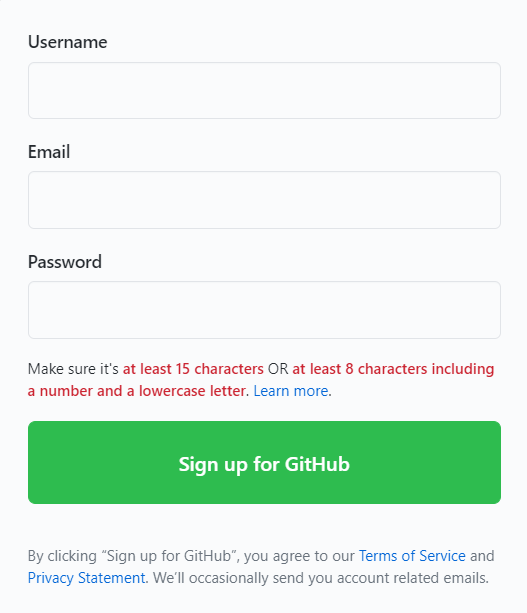 Username
Email
Password
Make sure it's at least 15 characters OR at least 8 characters including
a number and a lowercase letter. Learn more.
Sign up for GitHub
By clicking “Sign up for GitHub”, you agree to our Terms of Service and
Privacy Statement. We’ll occasionally send you account related emails.